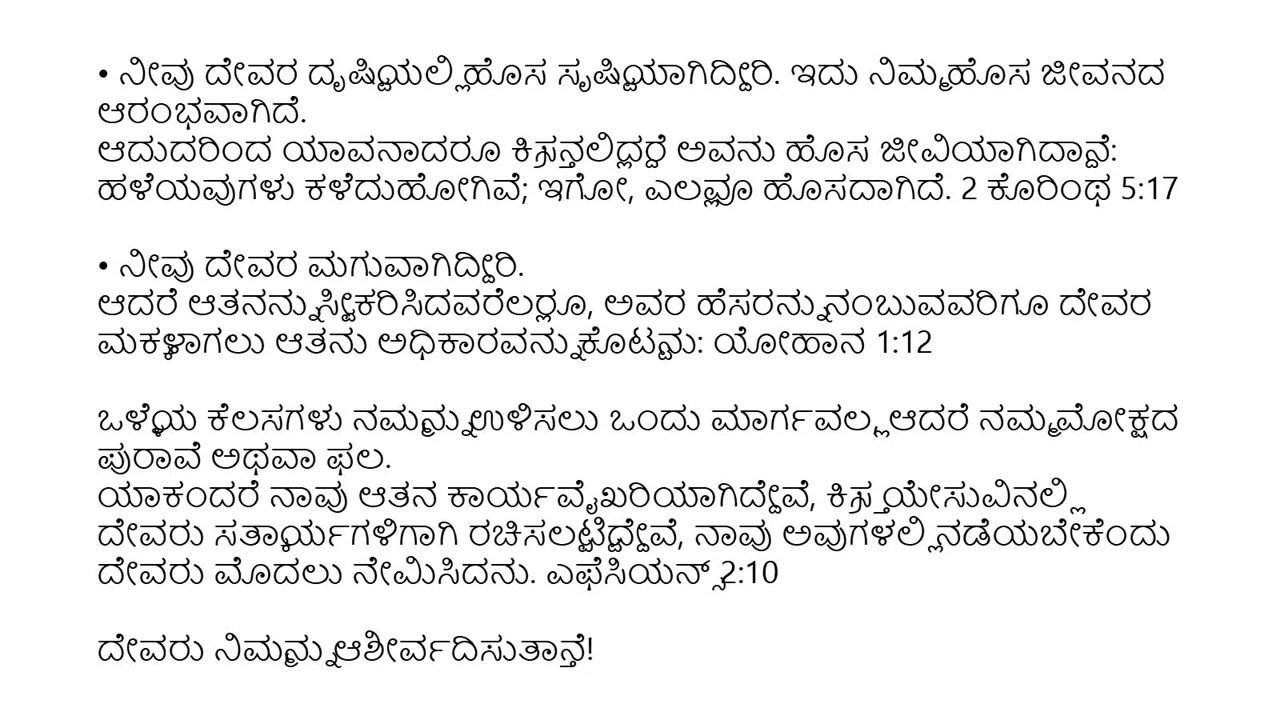 • ನೀವು ದೇವರ ದೃಷ್ಟಿಯಲ್ಲಿ ಹೊಸ ಸೃಷ್ಟಿಯಾಗಿದ್ದೀರಿ. ಇದು ನಿಮ್ಮ ಹೊಸ ಜೀವನದ
ಆರಂಭವಾಗಿದೆ.
ಆದುದರಿಂದ ಯಾವನಾದರೂ ಕ್ರಿಸ್ತನಲ್ಲಿದ್ದರೆ ಅವನು ಹೊಸ ಜೀವಿಯಾಗಿದ್ದಾನೆ:
ಹಳೆಯವುಗಳು ಕಳೆದುಹೋಗಿವೆ; ಇಗೋ, ಎಲ್ಲವೂ ಹೊಸದಾಗಿದೆ. 2 ಕೊರಿಂಥ 5:17
• ನೀವು ದೇವರ ಮಗುವಾಗಿದ್ದೀರಿ.
ಆದರೆ ಆತನನ್ನು ಸ್ವೀಕರಿಸಿದವರೆಲ್ಲರೂ, ಅವರ ಹೆಸರನ್ನು ನಂಬುವವರಿಗೂ ದೇವರ
ಮಕ್ಕಳಾಗಲು ಆತನು ಅಧಿಕಾರವನ್ನು ಕೊಟ್ಟನು: ಯೋಹಾನ 1:12
ಒಳ್ಳೆಯ ಕೆಲಸಗಳು ನಮ್ಮನ್ನು ಉಳಿಸಲು ಒಂದು ಮಾರ್ಗವಲ್ಲ, ಆದರೆ ನಮ್ಮ ಮೋಕ್ಷದ
ಪುರಾವೆ ಅಥವಾ ಫಲ.
ಯಾಕಂದರೆ ನಾವು ಆತನ ಕಾರ್ಯವೈಖರಿಯಾಗಿದ್ದೇವೆ, ಕ್ರಿಸ್ತ ಯೇಸುವಿನಲ್ಲಿ
ದೇವರು ಸತ್ಕಾರ್ಯಗಳಿಗಾಗಿ ರಚಿಸಲ್ಪಟ್ಟಿದ್ದೇವೆ, ನಾವು ಅವುಗಳಲ್ಲಿ ನಡೆಯಬೇಕೆಂದು
ದೇವರು ಮೊದಲು ನೇಮಿಸಿದನು. ಎಫೆಸಿಯನ್ಸ್ 2:10
ದೇವರು ನಿಮ್ಮನ್ನು ಆಶೀರ್ವದಿಸುತ್ತಾನೆ!